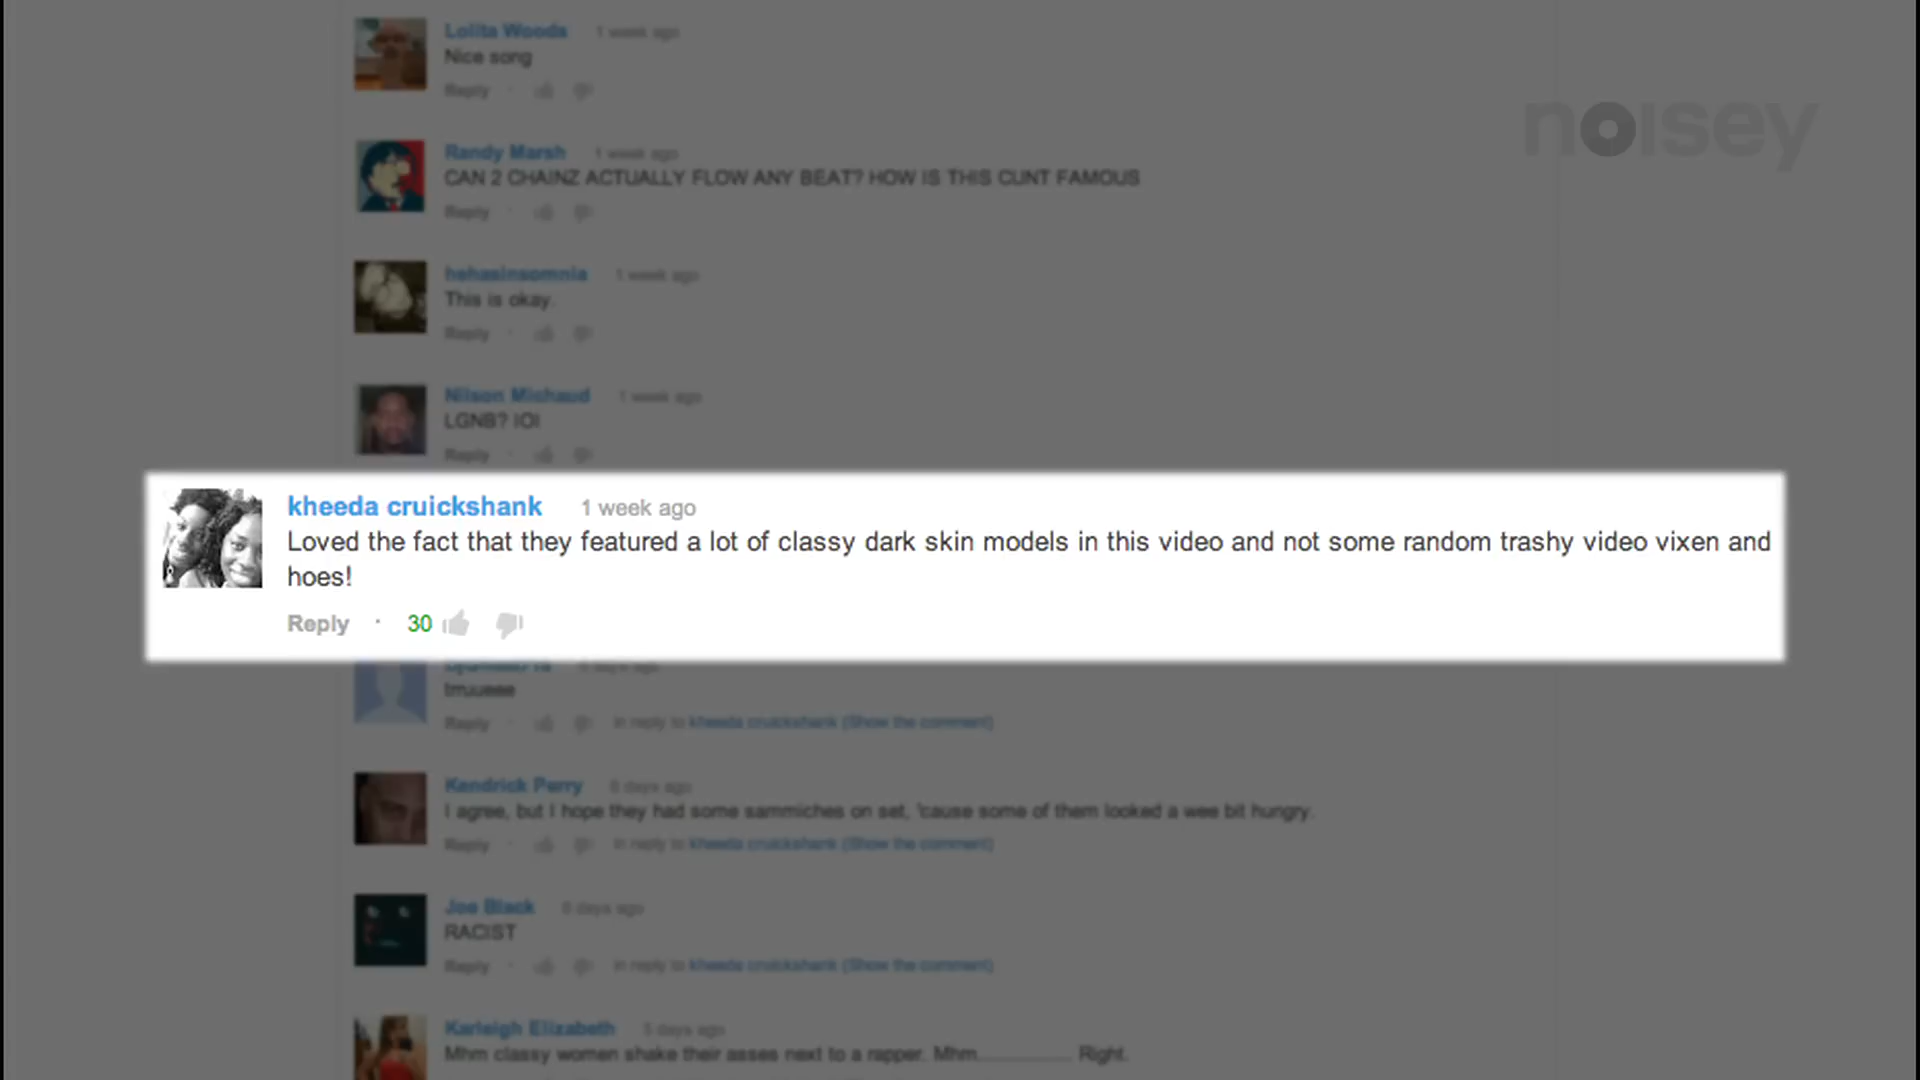 Lolita Woods 1 week ago
Nice song
Reply
noisey
Randy Marsh 1 week ago
CAN 2 CHAINZ ACTUALLY FLOW ANY BEAT? HOW IS THIS CUNT FAMOUS
Reply
hehasinsomnia 1 week ago
This is okay.
Reply
Nilson Michaud 1 week ago
LGNB? lOl
Reply
kheeda cruickshank 1 week ago
Loved the fact that they featured a lot of classy dark skin models in this video and not some random trashy video vixen and
hoes!
Reply · 30
days ago
tmuueee
Reply · in reply to kheeda cruickshank (Show the comment)
Kendrick Perry 6 days ago
I agree, but I hope they had some sammiches on set, 'cause some of them looked a wee bit hungry.
Reply · in reply to kheeda cruickshank (Show the comment)
Joe Black 6 days ago
RACIST
Reply · in reply to kheeda cruickshank (Show the comment)
Karleigh Elizabeth 5 days ago
Mhm classy women shake their asses next to a rapper. Mhm.............. Right.